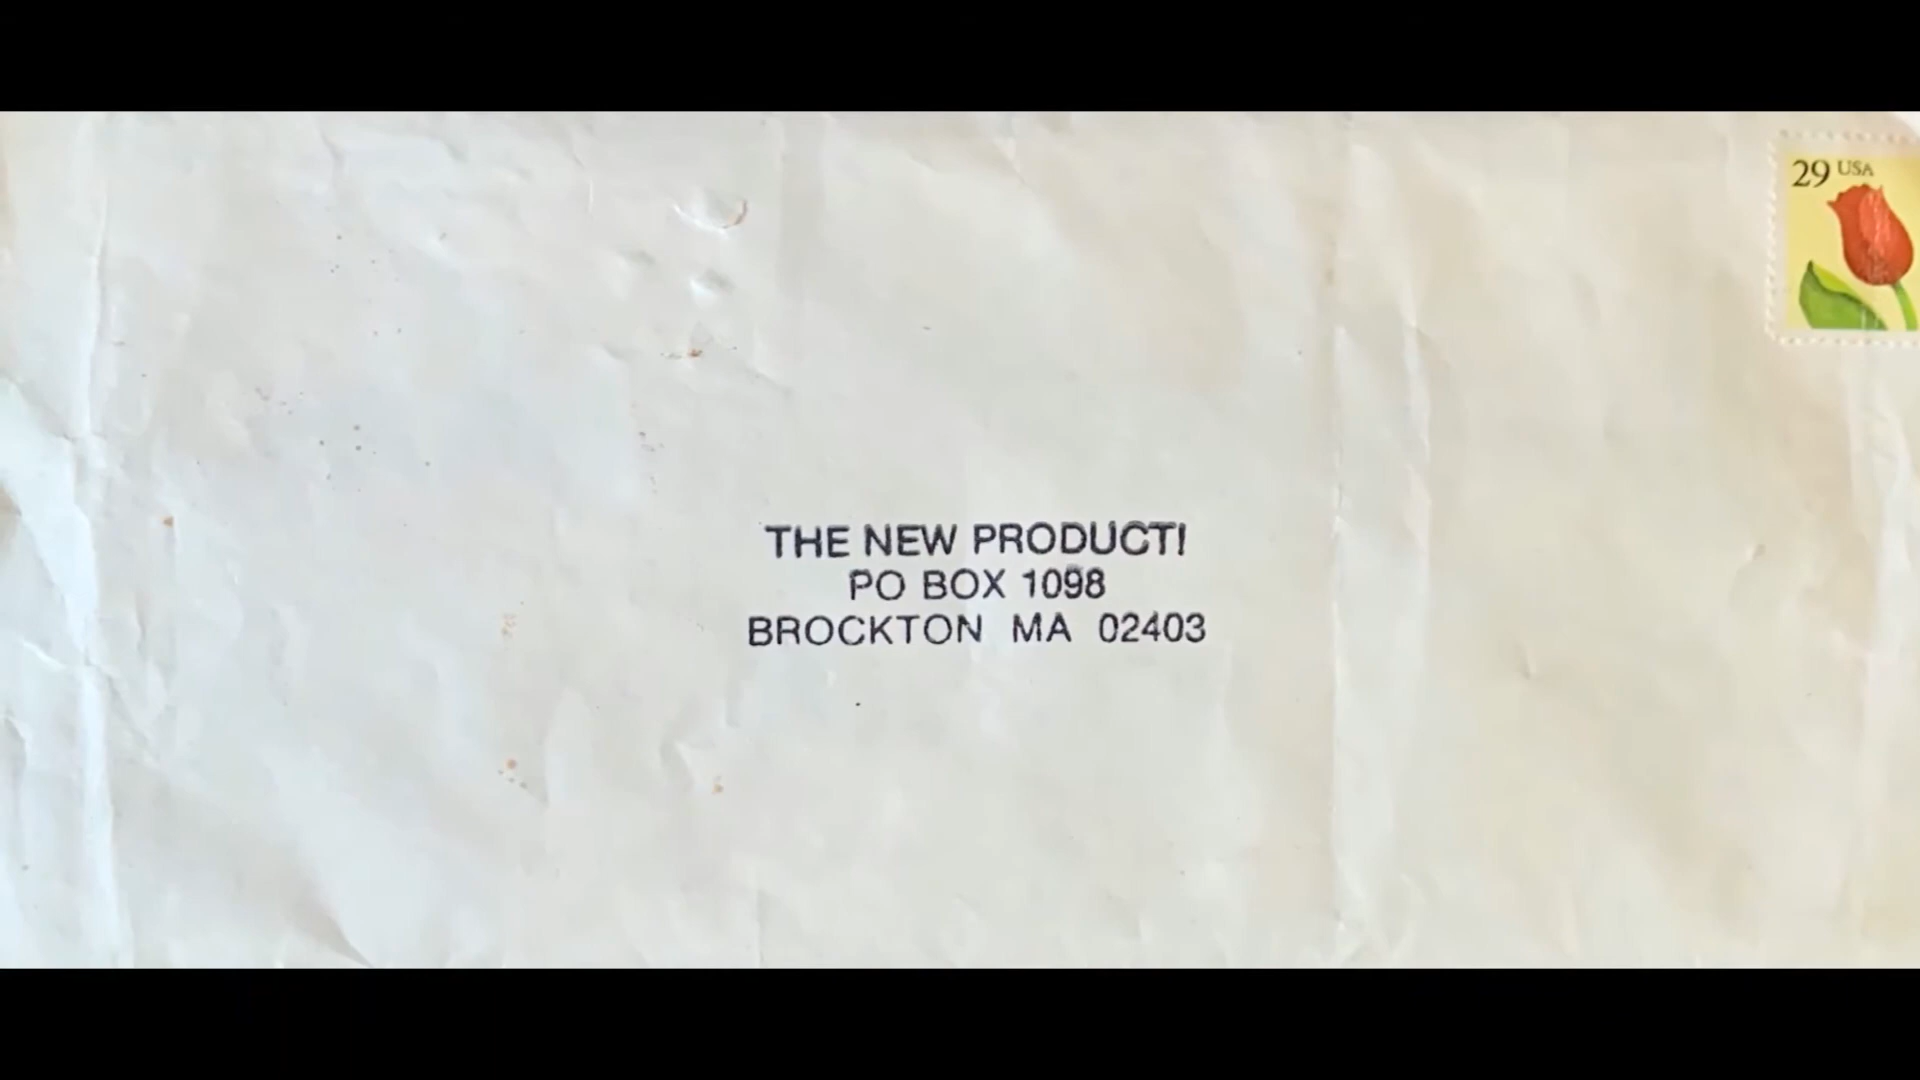 29 USA
THE NEW PRODUCT!
PO BOX 1098
BROCKTON MA 02403